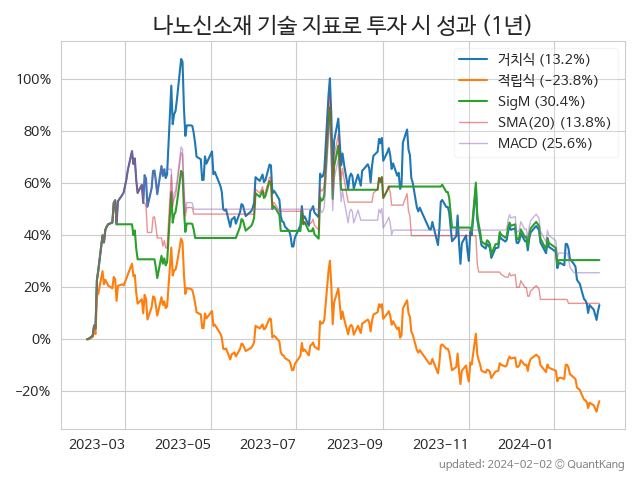 나노신소재 기술 지표로 투자 시 성과 (1년)
거치식 (13.2%)
적립식 (−23.8%)
SigM (30.4%)
SMA(20) (13.8%)
MACD (25.6%)
100%
80%
60%
40%
20%
0%
−20%
2023-03 2023-05 2023-07 2023-09 2023-11 2024-01
updated: 2024-02-02 © QuantKang